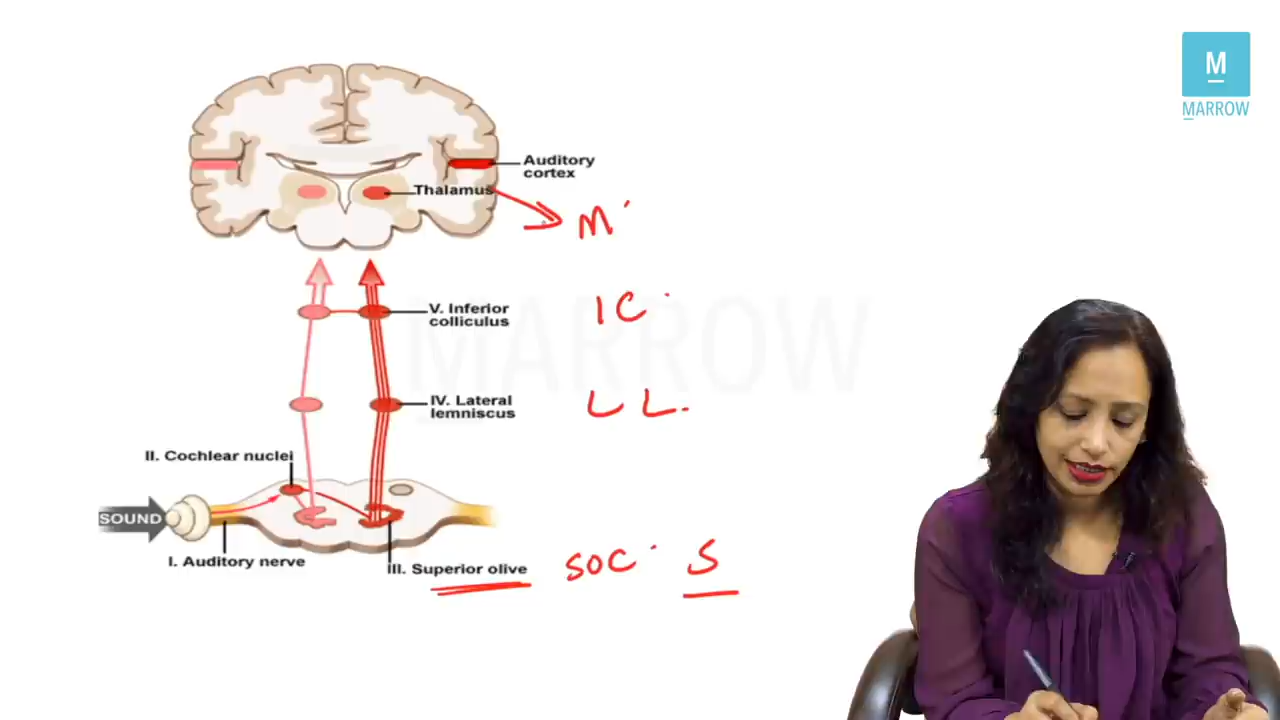 M
MARROW
Auditory
cortex
Thalamus
M
V. Inferior
colliculus
IC
MARROW
IV. Lateral
lemniscus
LL.
II. Cochlear nuclei
SOUND
I. Auditory nerve
III. Superior olive
SOC
S